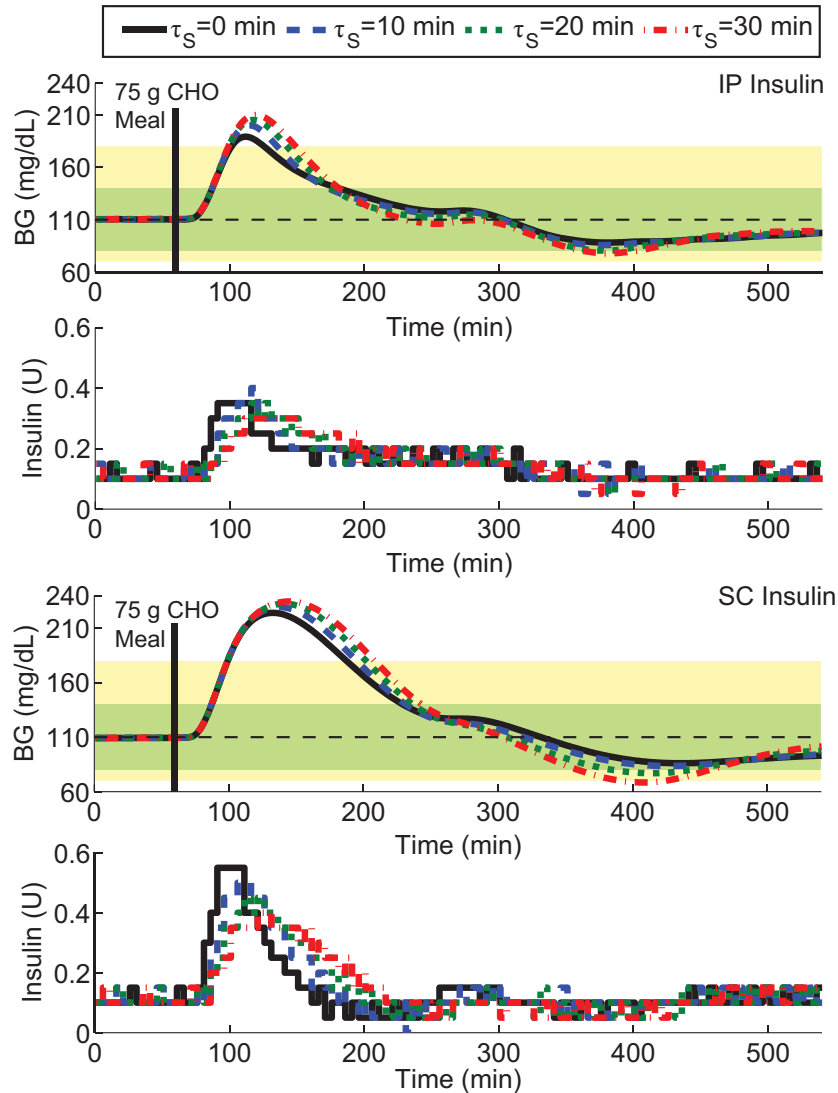 τS=0 min τS=10 min τS=20 min τS=30 min
240
210
160
110
60
BG (mg/dL)
75 g CHO
Meal
IP Insulin
0 100 200 300 400 500
Time (min)
0.6
0.4
0.2
0
Insulin (U)
0 100 200 300 400 500
Time (min)
240
210
160
110
60
BG (mg/dL)
75 g CHO
Meal
SC Insulin
0 100 200 300 400 500
Time (min)
0.6
0.4
0.2
0
Insulin (U)
0 100 200 300 400 500
Time (min)